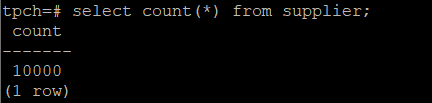 tpch=# select count(*) from supplier;
 count
-------
 10000
(1 row)